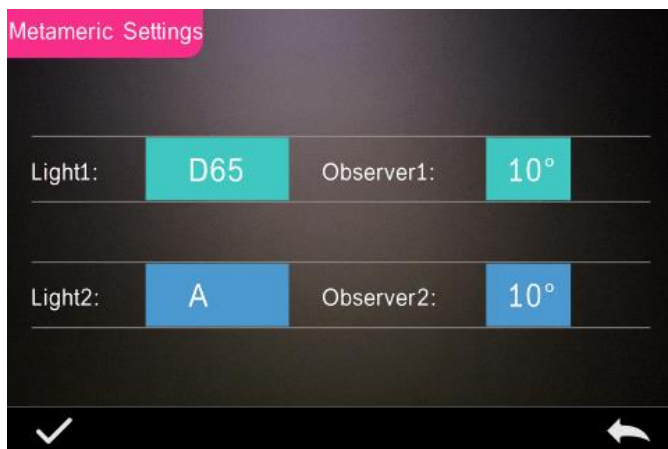 Metameric Settings
Light1: D65 Observer1: 10°
Light2: A Observer2: 10°